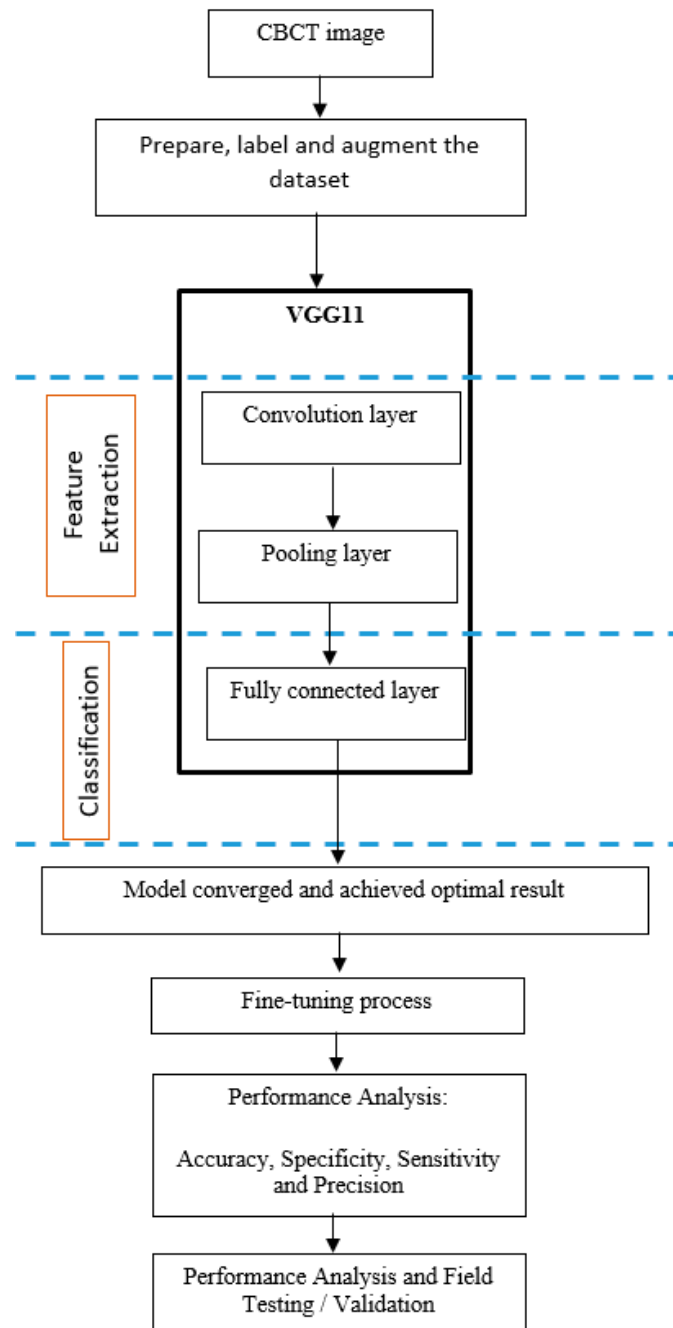 CBCT image
Prepare, label and augment the
dataset
VGG11
Feature
Extraction
Convolution layer
Pooling layer
Classification
Fully connected layer
Model converged and achieved optimal result
Fine-tuning process
Performance Analysis:
Accuracy, Specificity, Sensitivity
and Precision
Performance Analysis and Field
Testing / Validation